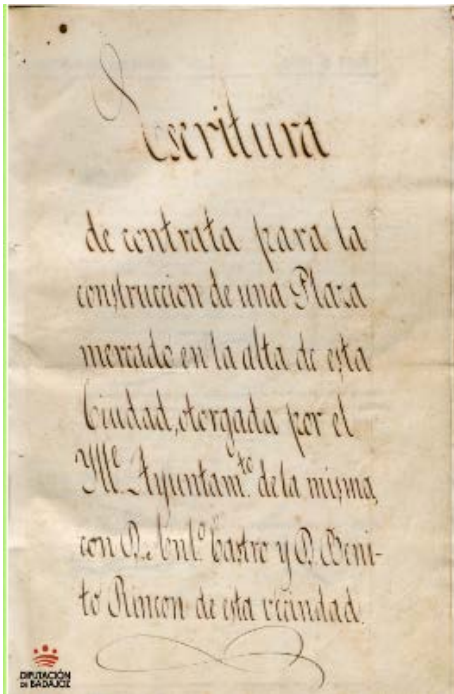 Escritura
de contrata para la
construccion de una Plaza
mercado en la alta de esta
Ciudad, otorgada por el
Yll.e Ayuntam.to de la misma,
con D. Ant.o Castro y D. Beni-
to Rincon de esta vecindad.
DIPUTACIÓN
DE BADAJOZ